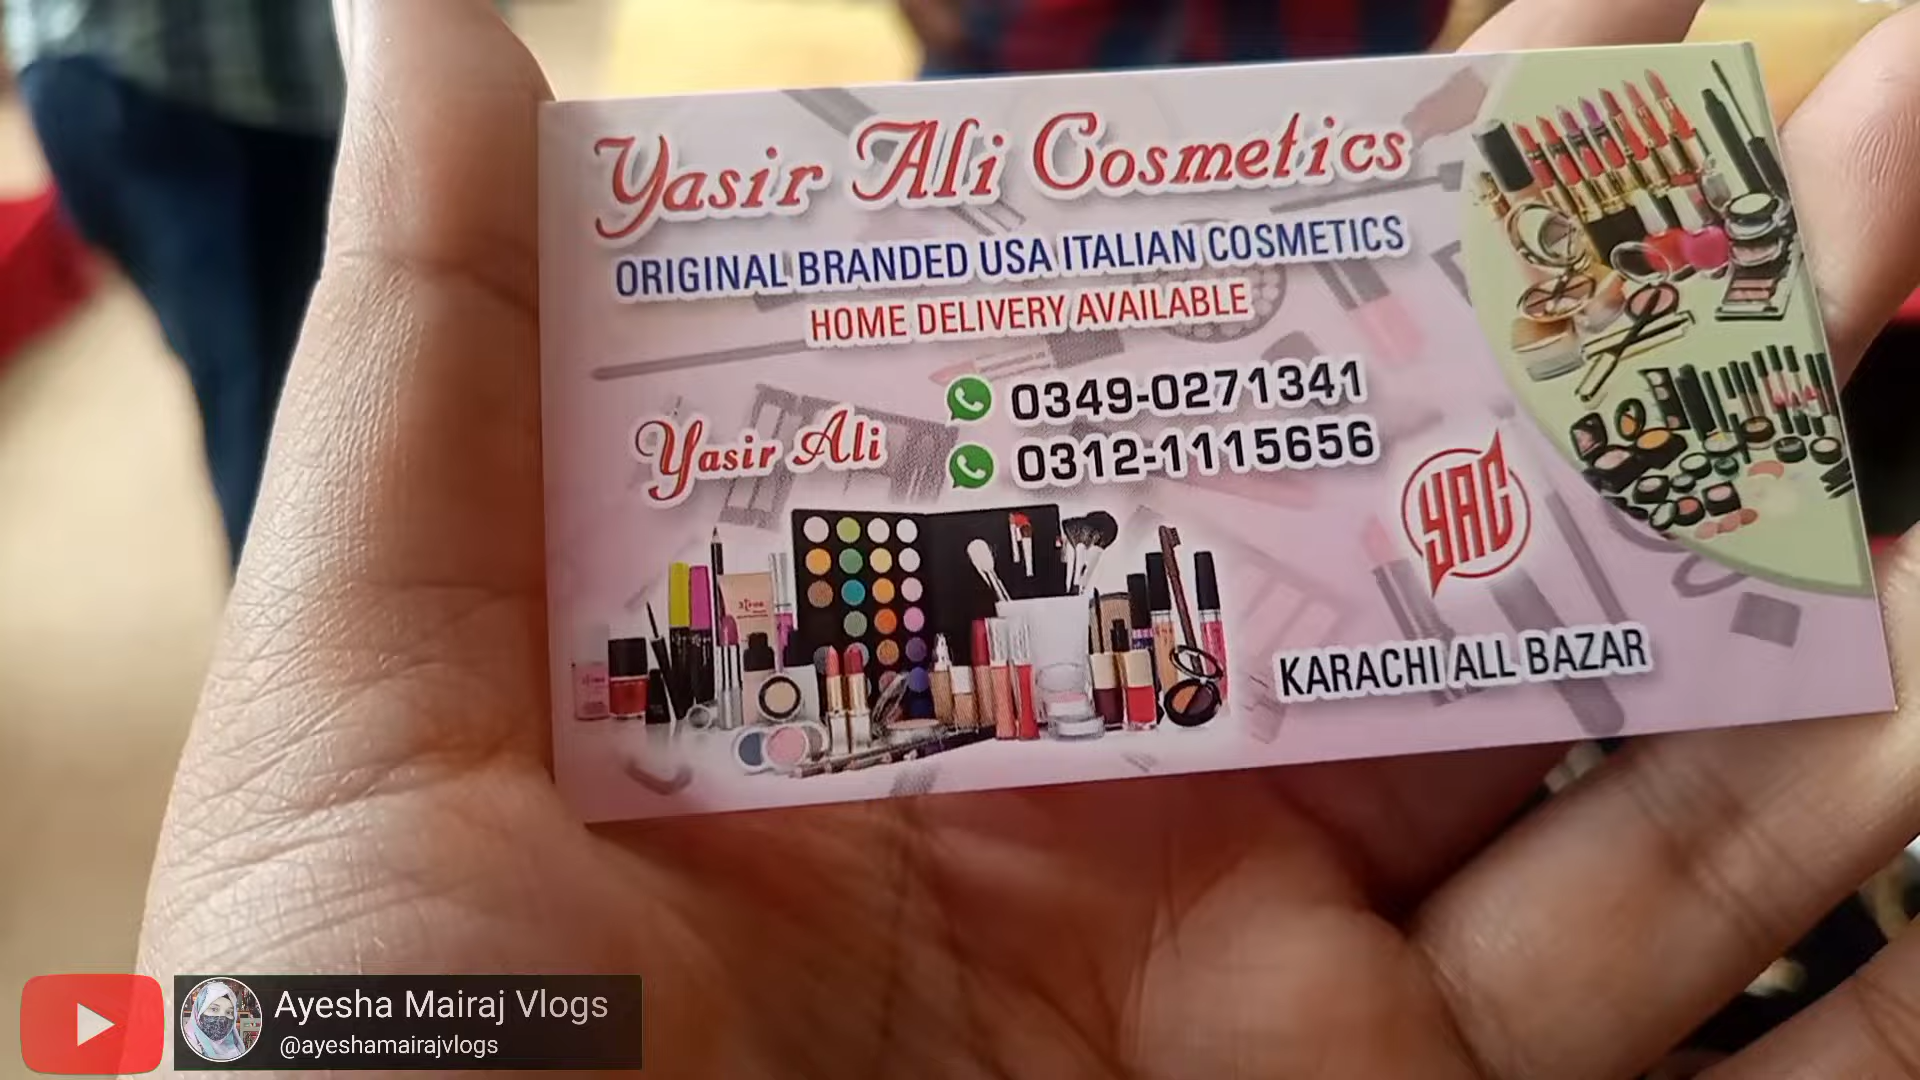 Yasir Ali Cosmetics
ORIGINAL BRANDED USA ITALIAN COSMETICS
HOME DELIVERY AVAILABLE
0349-0271341
Yasir Ali
0312-1115656
YAC
KARACHI ALL BAZAR
Ayesha Mairaj Vlogs
@ayeshamairajvlogs